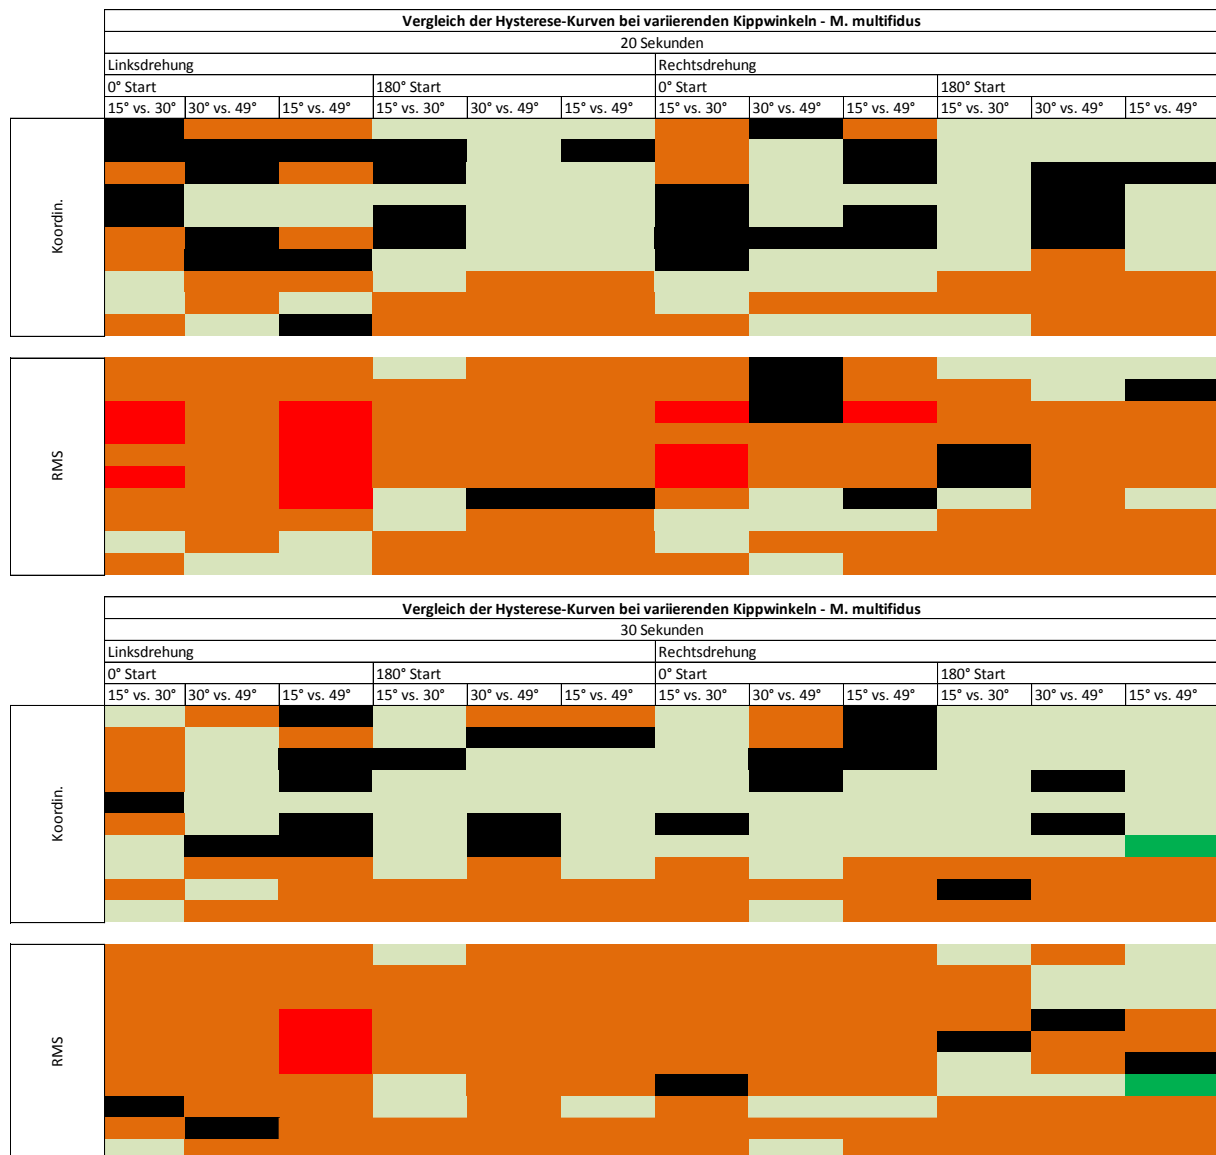 Vergleich der Hysterese-Kurven bei variierenden Kippwinkeln - M. multifidus
20 Sekunden
Linksdrehung Rechtsdrehung
0° Start 180° Start 0° Start 180° Start
15° vs. 30° 30° vs. 49° 15° vs. 49° 15° vs. 30° 30° vs. 49° 15° vs. 49° 15° vs. 30° 30° vs. 49° 15° vs. 49° 15° vs. 30° 30° vs. 49° 15° vs. 49°
Koordin.
RMS
Vergleich der Hysterese-Kurven bei variierenden Kippwinkeln - M. multifidus
30 Sekunden
Linksdrehung Rechtsdrehung
0° Start 180° Start 0° Start 180° Start
15° vs. 30° 30° vs. 49° 15° vs. 49° 15° vs. 30° 30° vs. 49° 15° vs. 49° 15° vs. 30° 30° vs. 49° 15° vs. 49° 15° vs. 30° 30° vs. 49° 15° vs. 49°
Koordin.
RMS